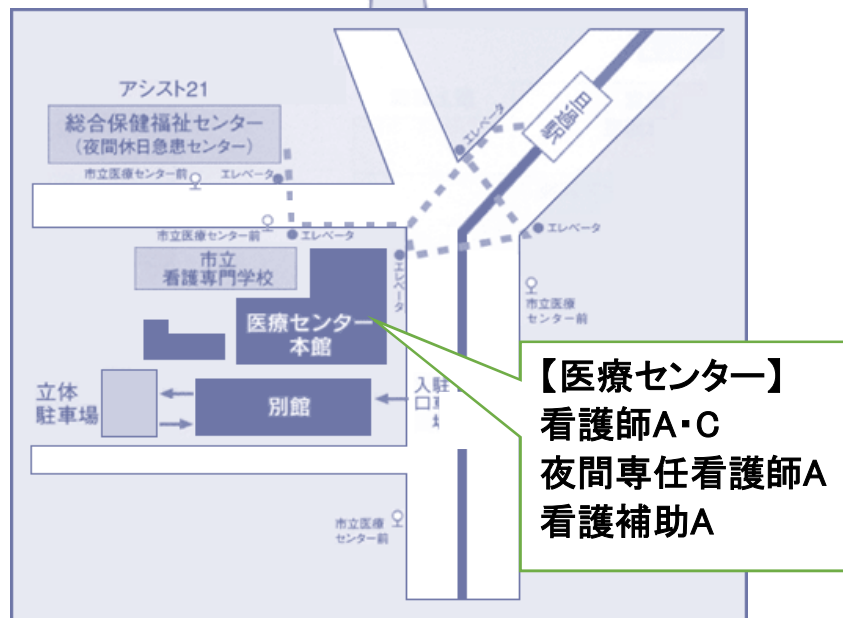 アシスト21
総合保健福祉センター
（夜間休日急患センター）
市立医療センター前
エレベータ
エレベータ
旦過駅
市立医療センター前
エレベータ
エレベータ
エレベータ
市立
看護専門学校
医療センター
本館
市立医療
センター前
立体
駐車場
別館
入口
駐車場
市立医療
センター前
【医療センター】
看護師A・C
夜間専任看護師A
看護補助A